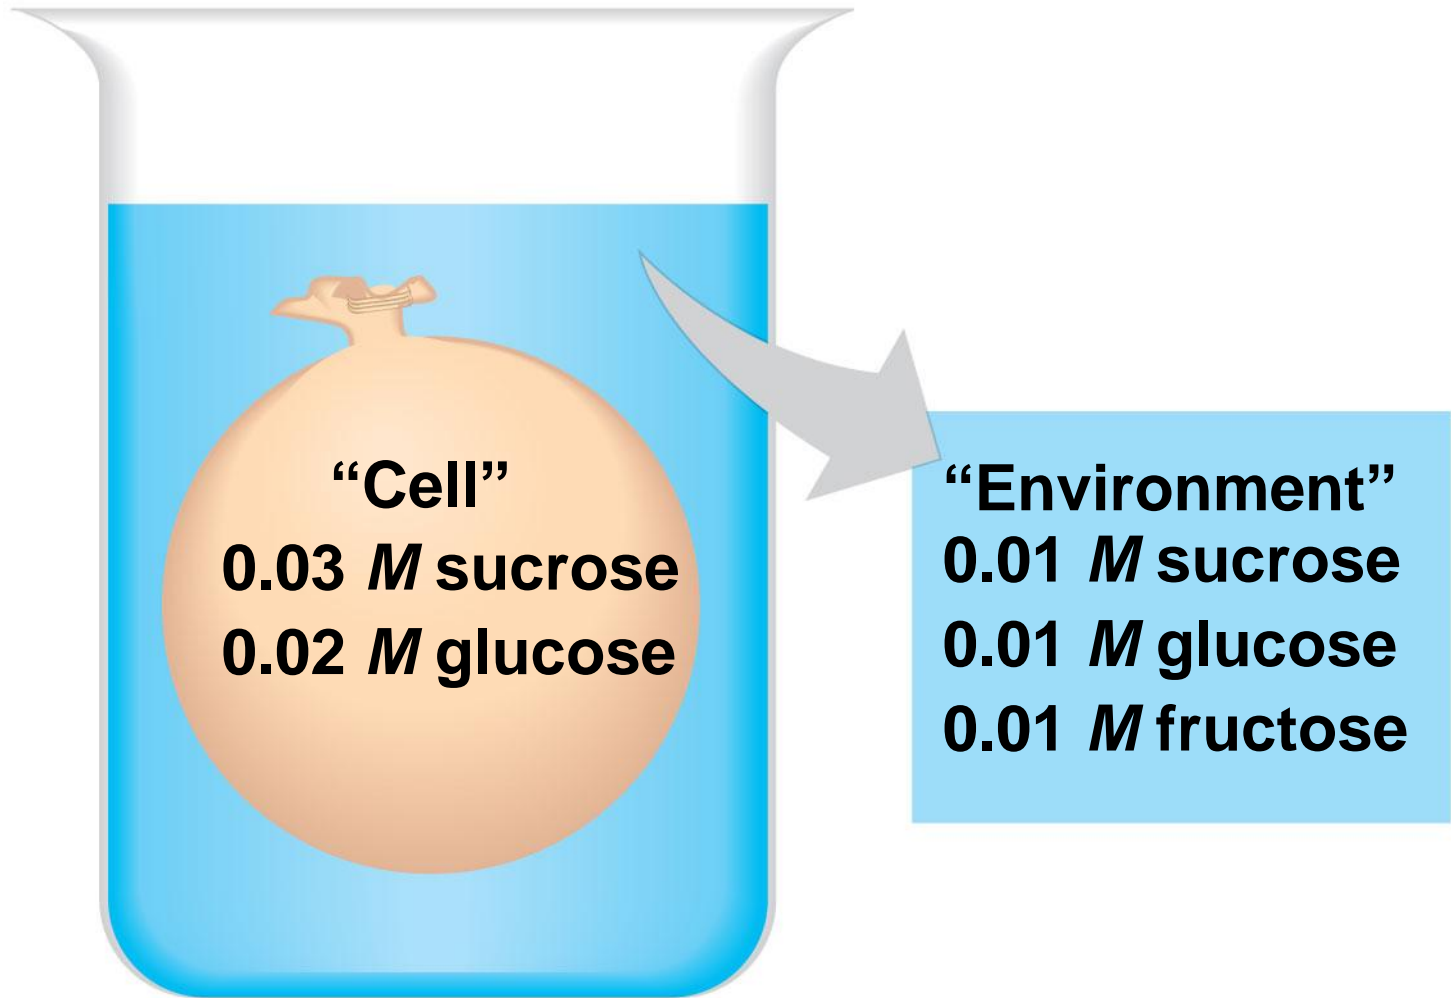 “Cell”
0.03 M sucrose
0.02 M glucose
“Environment”
0.01 M sucrose
0.01 M glucose
0.01 M fructose